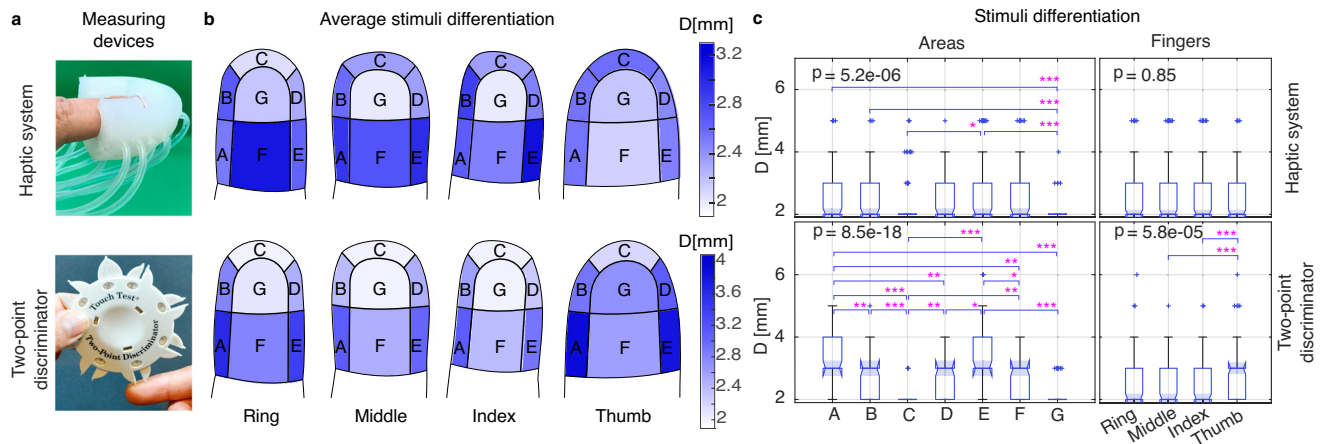 a Measuring devices
b Average stimuli differentiation
D[mm]
c Stimuli differentiation
Areas
Fingers
Haptic system
C
B G D
A F E
C
B G D
A F E
C
B G D
A F E
C
B G D
A F E
3.2
2.8
2.4
2
D [mm]
6
4
2
p = 5.2e-06
***
***
* ***
p = 0.85
Haptic system
Two-point discriminator
Touch Test®
Two-Point Discriminator
C
B G D
A F E
C
B G D
A F E
C
B G D
A F E
C
B G D
A F E
D[mm]
4
3.6
3.2
2.8
2.4
2
Ring Middle Index Thumb
D [mm]
6
4
2
p = 8.5e-18
***
***
**
** *
*** **
** *** ** * ***
A B C D E F G
p = 5.8e-05
***
***
Ring Middle Index Thumb
Two-point discriminator